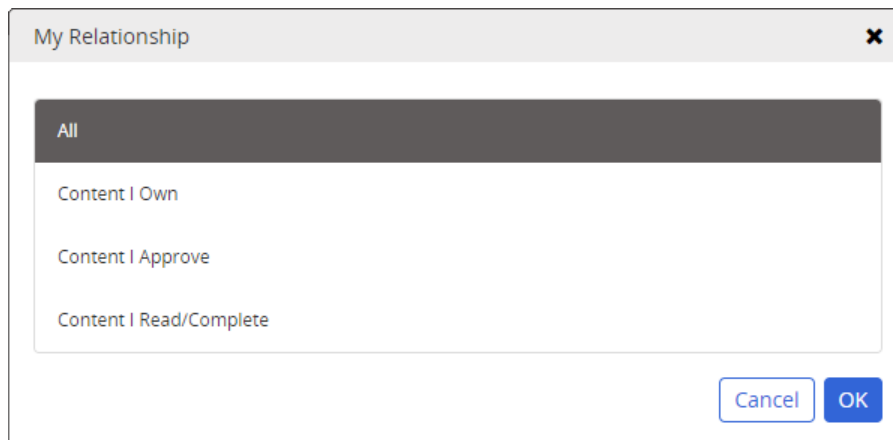 My Relationship
All
Content I Own
Content I Approve
Content I Read/Complete
Cancel OK